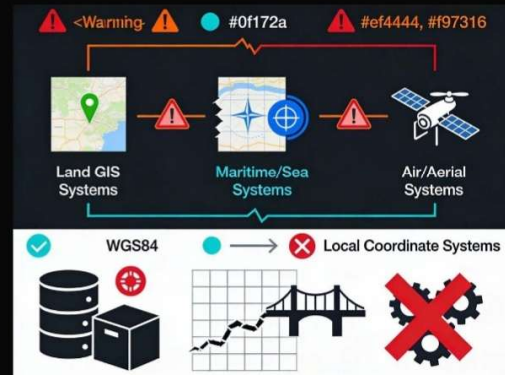 <Warning- #0f172a #ef4444, #f97316
Land GIS Systems
Maritime/Sea Systems
Air/Aerial Systems
WGS84 Local Coordinate Systems